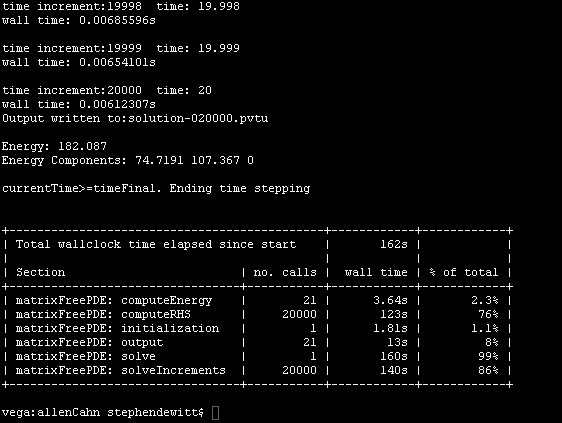 time increment:19998  time: 19.998
wall time: 0.00685596s
time increment:19999  time: 19.999
wall time: 0.00654101s
time increment:20000  time: 20
wall time: 0.00612307s
Output written to:solution-020000.pvtu
Energy: 182.087
Energy Components: 74.7191 107.367 0
currentTime>=timeFinal. Ending time stepping
+---------------------------------------------+------------+------------+
| Total wallclock time elapsed since start    |      162s |            |
|                                             |            |            |
| Section                         | no. calls |  wall time | % of total |
+---------------------------------+-----------+------------+------------+
| matrixFreePDE: computeEnergy    |        21 |      3.64s |       2.3% |
| matrixFreePDE: computeRHS       |     20000 |       123s |        76% |
| matrixFreePDE: initialization   |         1 |      1.81s |       1.1% |
| matrixFreePDE: output           |        21 |        13s |         8% |
| matrixFreePDE: solve            |         1 |       160s |        99% |
| matrixFreePDE: solveIncrements  |     20000 |       140s |        86% |
+---------------------------------+-----------+------------+------------+
vega:allenCahn stephendewitt$